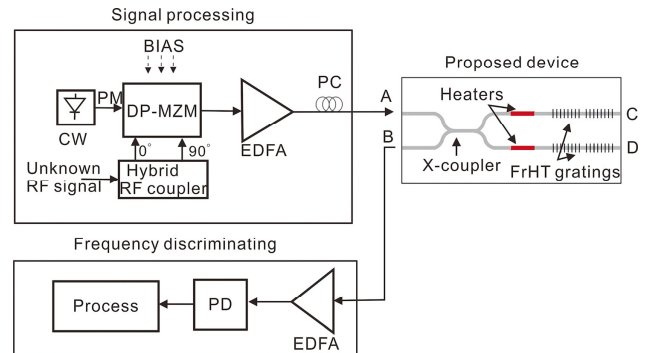 Signal processing
BIAS
PM
DP-MZM
CW
0°
90°
Unknown
RF signal
Hybrid
RF coupler
EDFA
PC
A
B
Proposed device
Heaters
C
D
X-coupler
FrHT gratings
Frequency discriminating
Process
PD
EDFA